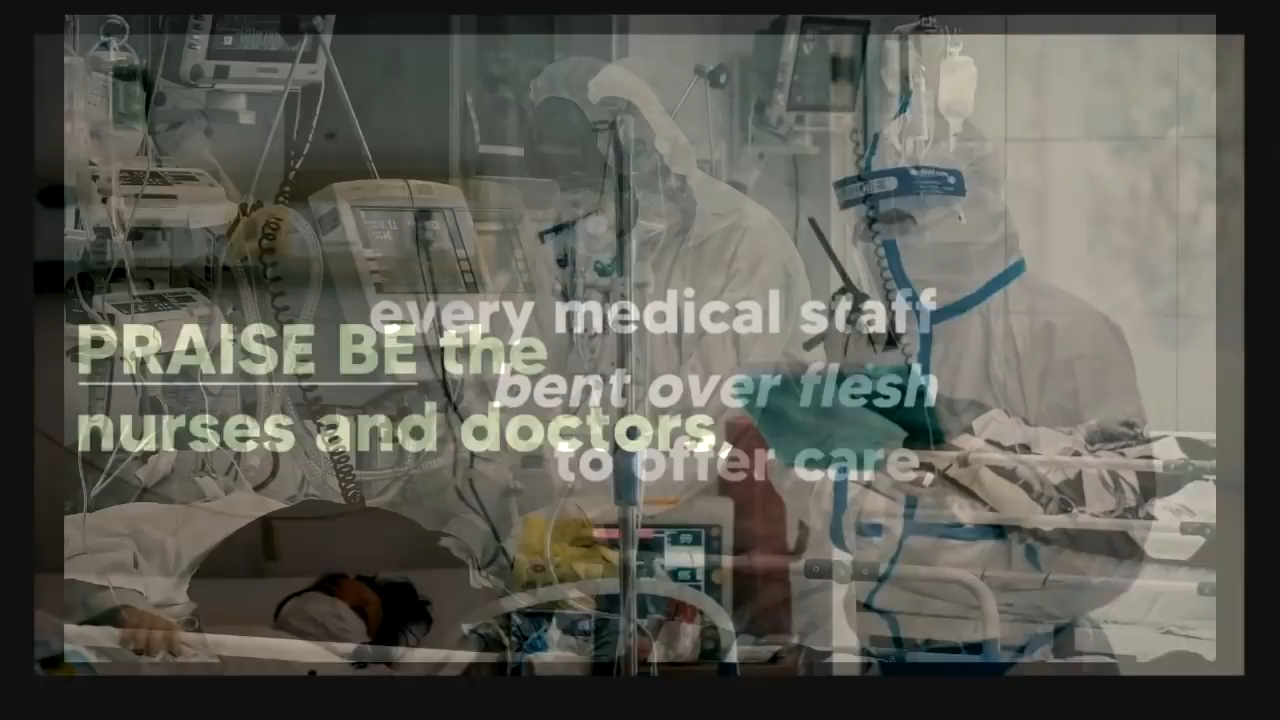 PRAISE BE the
nurses and doctors,
every medical staff
bent over flesh
to offer care,